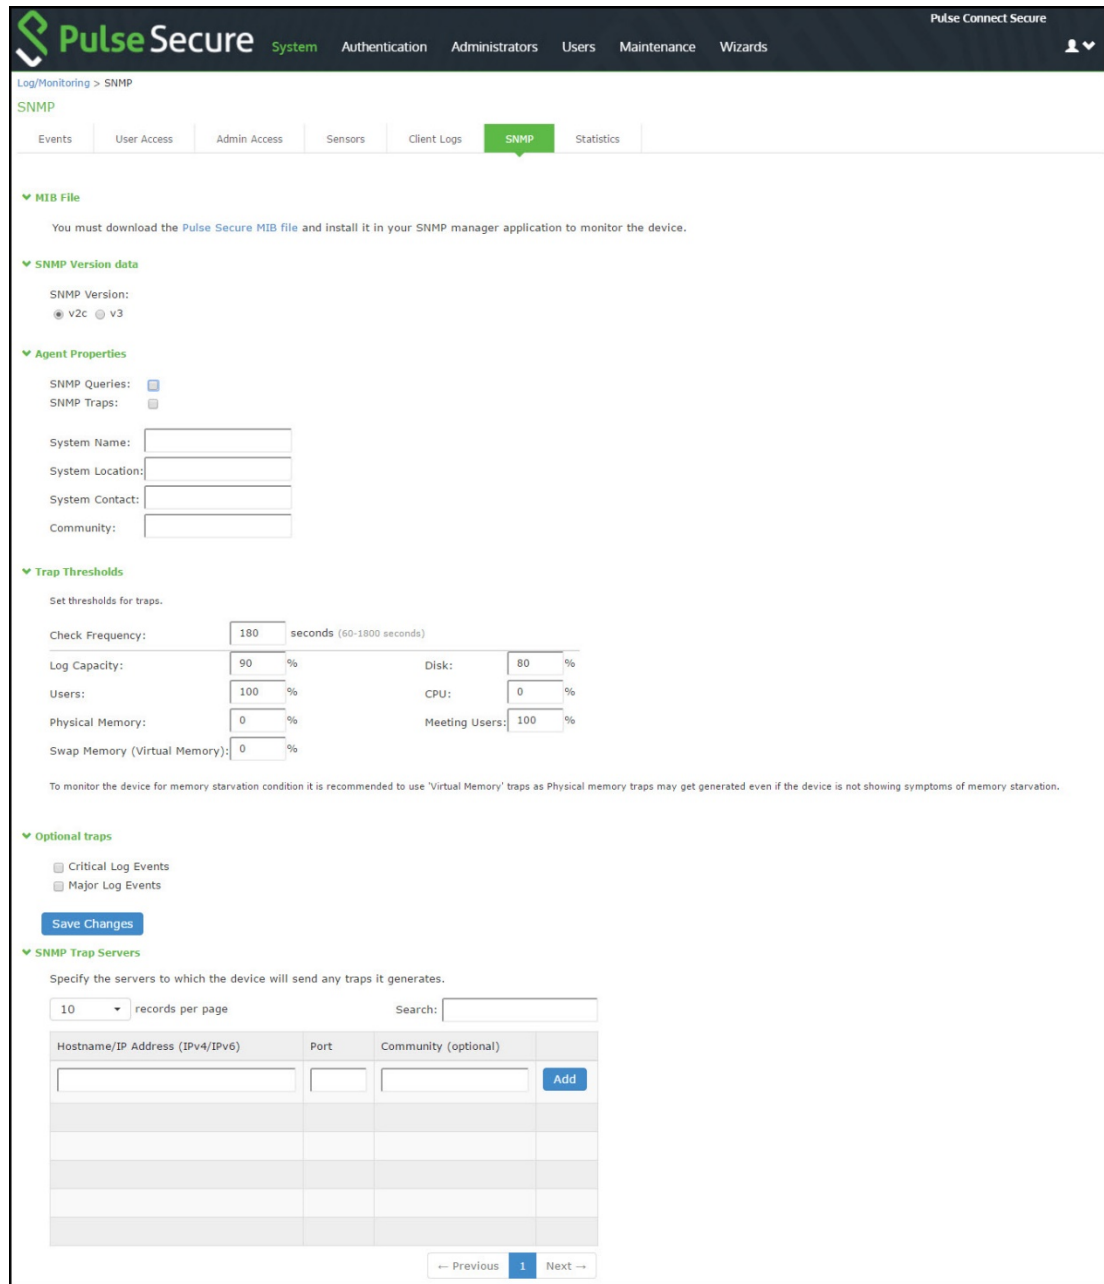 Pulse Connect Secure
Pulse Secure System Authentication Administrators Users Maintenance Wizards
Log/Monitoring > SNMP
SNMP
Events User Access Admin Access Sensors Client Logs SNMP Statistics
MIB File
You must download the Pulse Secure MIB file and install it in your SNMP manager application to monitor the device.
SNMP Version data
SNMP Version:
v2c v3
Agent Properties
SNMP Queries:
SNMP Traps:
System Name:
System Location:
System Contact:
Community:
Trap Thresholds
Set thresholds for traps.
Check Frequency: 180 seconds (60-1800 seconds)
Log Capacity: 90 % Disk: 80 %
Users: 100 % CPU: 0 %
Physical Memory: 0 % Meeting Users: 100 %
Swap Memory (Virtual Memory): 0 %
To monitor the device for memory starvation condition it is recommended to use 'Virtual Memory' traps as Physical memory traps may get generated even if the device is not showing symptoms of memory starvation.
Optional traps
Critical Log Events
Major Log Events
Save Changes
SNMP Trap Servers
Specify the servers to which the device will send any traps it generates.
10 records per page Search:
Hostname/IP Address (IPv4/IPv6) Port Community (optional)
Add
← Previous 1 Next →